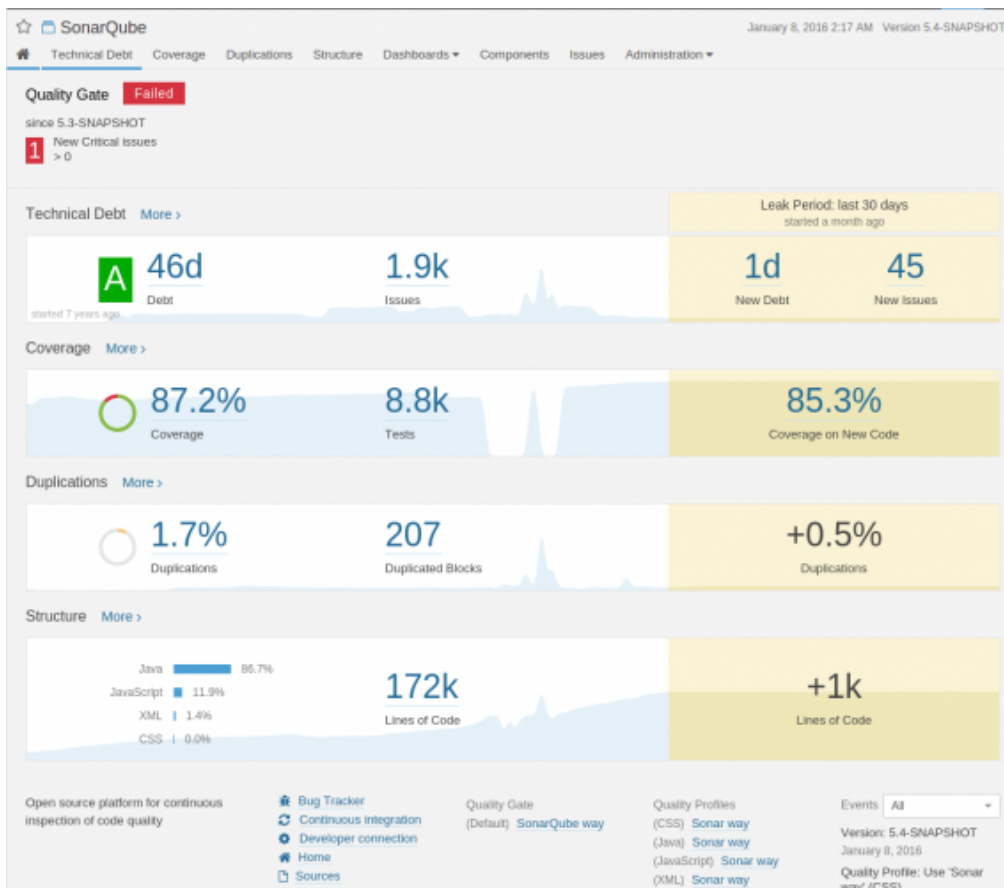 SonarQube
January 8, 2016 2:17 AM Version 5.4-SNAPSHOT
Technical Debt Coverage Duplications Structure Dashboards Components Issues Administration
Quality Gate Failed
since 5.3-SNAPSHOT
1 New Critical issues
> 0
Technical Debt More >
Leak Period: last 30 days
started a month ago
A 46d 1.9k 1d 45
Debt Issues New Debt New Issues
started 7 years ago
Coverage More >
87.2% 8.8k 85.3%
Coverage Tests Coverage on New Code
Duplications More >
1.7% 207 +0.5%
Duplications Duplicated Blocks Duplications
Structure More >
Java 86.7%
JavaScript 11.9%
XML 1.4%
CSS 0.0%
172k +1k
Lines of Code Lines of Code
Open source platform for continuous
inspection of code quality
Bug Tracker
Continuous integration
Developer connection
Home
Sources
Quality Gate
(Default) SonarQube way
Quality Profiles
(CSS) Sonar way
(Java) Sonar way
(JavaScript) Sonar way
(XML) Sonar way
Events All
Version: 5.4-SNAPSHOT
January 8, 2016
Quality Profile: Use 'Sonar
way' (CSS)